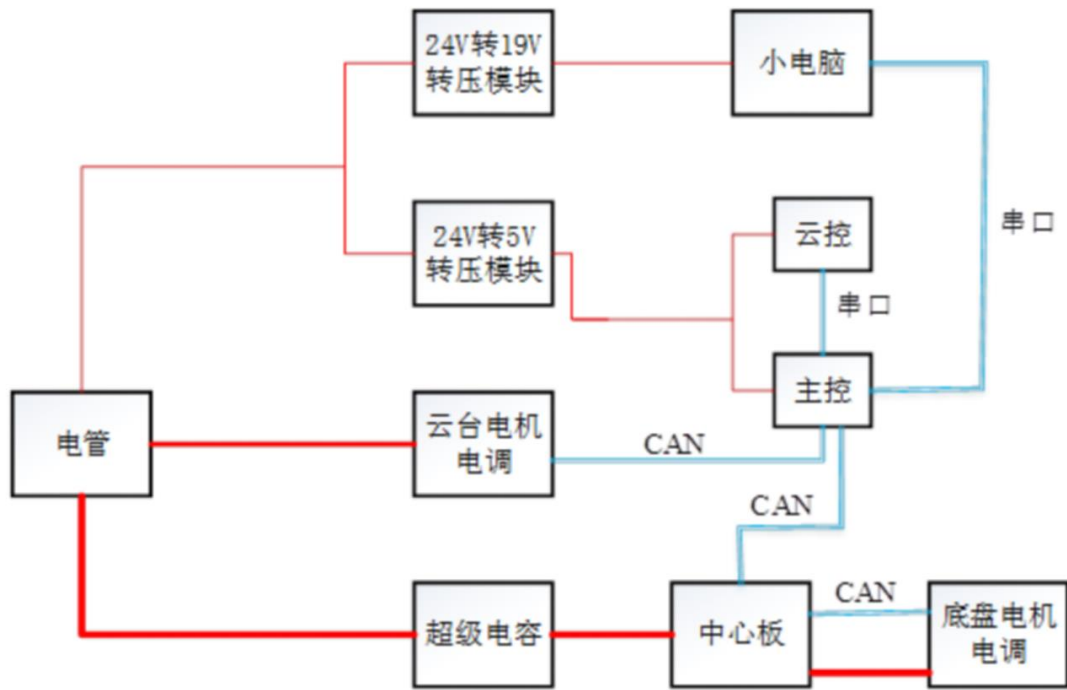 24V转19V
转压模块
小电脑
24V转5V
转压模块
云控
串口
串口
主控
电管
云台电机
电调
CAN
CAN
超级电容
中心板
CAN
底盘电机
电调